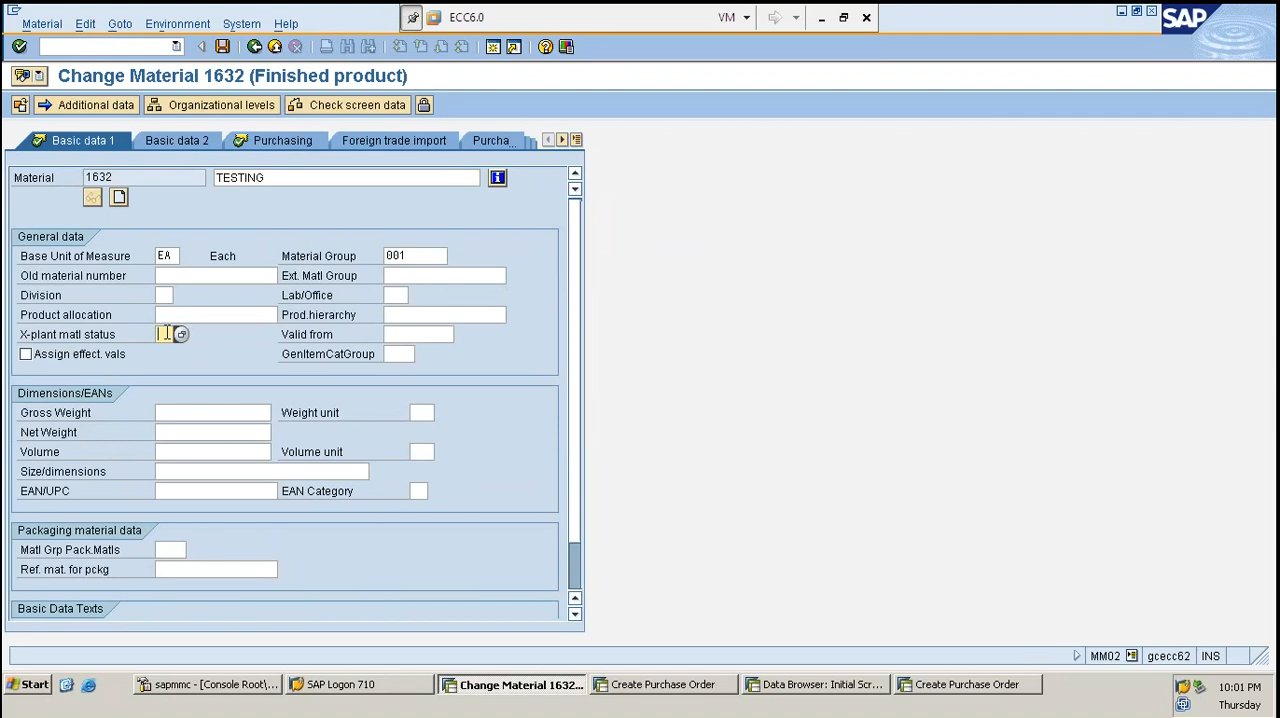 ECC6.0
VM
Material Edit Goto Environment System Help
SAP
Change Material 1632 (Finished product)
Additional data Organizational levels Check screen data
Basic data 1 Basic data 2 Purchasing Foreign trade import Purcha...
Material 1632 TESTING
General data
Base Unit of Measure EA Each Material Group 001
Old material number Ext. Matl Group
Division Lab/Office
Product allocation Prod.hierarchy
X-plant matl status Valid from
Assign effect. vals GenItemCatGroup
Dimensions/EANs
Gross Weight Weight unit
Net Weight
Volume Volume unit
Size/dimensions
EAN/UPC EAN Category
Packaging material data
Matl Grp Pack.Matls
Ref. mat. for pckg
Basic Data Texts
MM02 gcecc62 INS
Start sapmmc - [Console Root\... SAP Logon 710 Change Material 1632... Create Purchase Order Data Browser: Initial Scr... Create Purchase Order 10:01 PM
Thursday